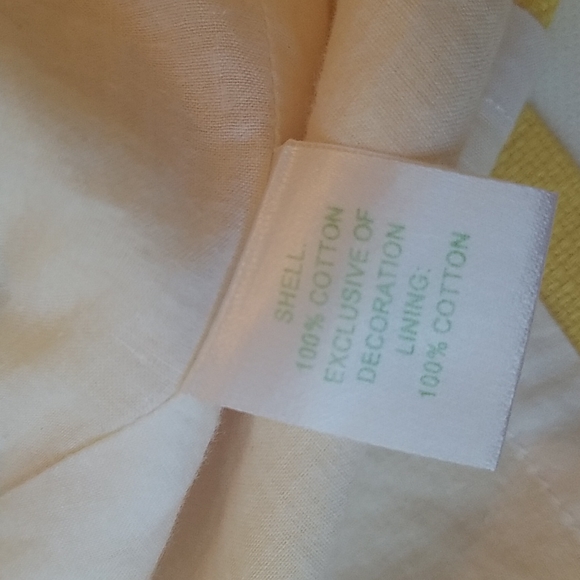 SHELL:
100% COTTON
EXCLUSIVE OF
DECORATION
LINING:
100% COTTON